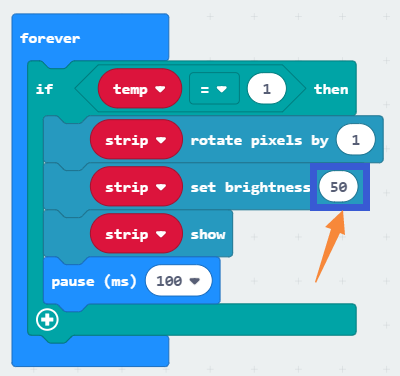 forever
if temp = 1 then
strip rotate pixels by 1
strip set brightness 50
strip show
pause (ms) 100